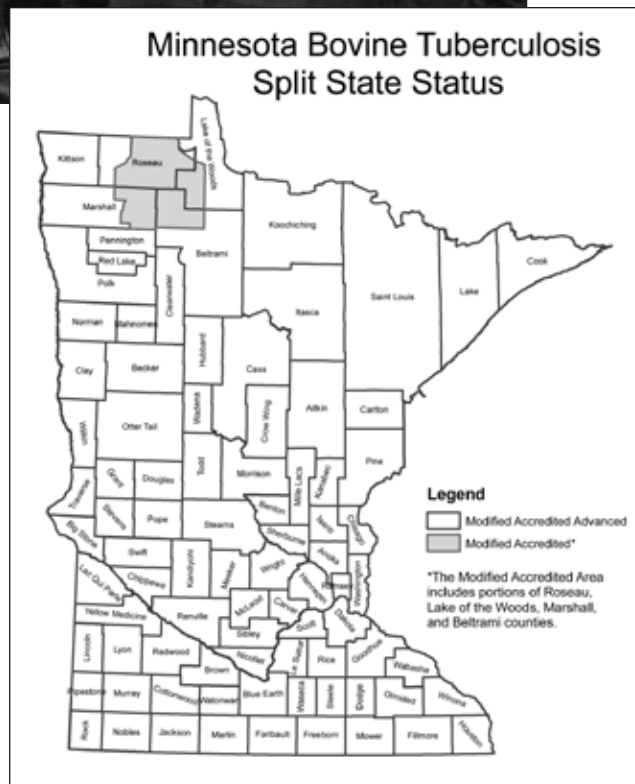 Minnesota Bovine Tuberculosis
Split State Status
Kittson
Roseau
Lake of the Woods
Marshall
Koochiching
Pennington
Red Lake
Beltrami
Polk
Clearwater
Cook
Lake
Saint Louis
Itasca
Norman
Mahnomen
Hubbard
Cass
Clay
Becker
Aitkin
Carlton
Wadena
Crow Wing
Wilkin
Otter Tail
Pine
Todd
Mille Lacs
Kanabec
Morrison
Grant
Douglas
Traverse
Benton
Stevens
Pope
Stearns
Isanti
Chisago
Big Stone
Sherburne
Swift
Kandiyohi
Meeker
Wright
Anoka
Washington
Hennepin
Ramsey
Chippewa
Lac Qui Parle
McLeod
Carver
Renville
Yellow Medicine
Scott
Dakota
Sibley
Lincoln
Lyon
Redwood
Nicollet
Le Sueur
Rice
Goodhue
Wabasha
Brown
Pipestone
Murray
Cottonwood
Watonwan
Blue Earth
Waseca
Steele
Dodge
Olmsted
Winona
Rock
Nobles
Jackson
Martin
Faribault
Freeborn
Mower
Fillmore
Houston
Legend
Modified Accredited Advanced
Modified Accredited*
*The Modified Accredited Area
includes portions of Roseau,
Lake of the Woods, Marshall,
and Beltrami counties.